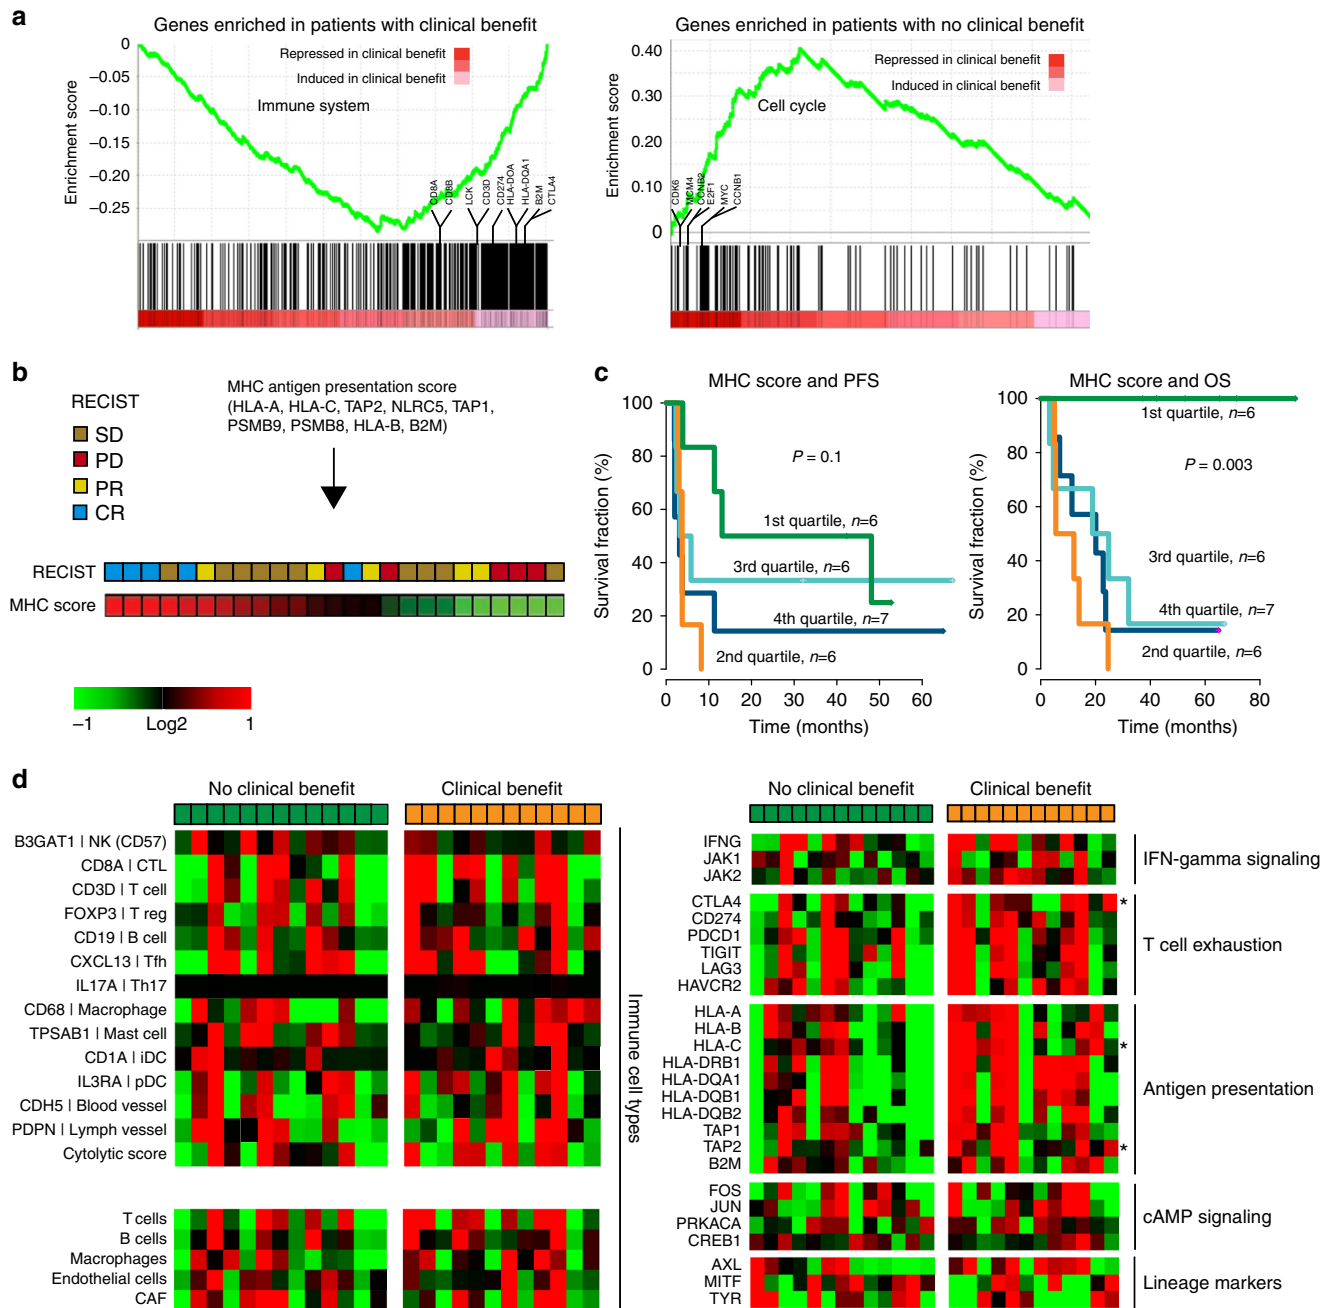 a
Genes enriched in patients with clinical benefit
Enrichment score
0
−0.05
−0.10
−0.15
−0.20
−0.25
Repressed in clinical benefit
Induced in clinical benefit
Immune system
CD8A
CD8B
LCK
CD3D
CD274
HLA-DOA
HLA-DQA1
B2M
CTLA4
Genes enriched in patients with no clinical benefit
Enrichment score
0.40
0.30
0.20
0.10
0
Repressed in clinical benefit
Induced in clinical benefit
Cell cycle
CDK6
MCM4
CCNB2
E2F1
MYC
CCNB1
b
RECIST
SD
PD
PR
CR
MHC antigen presentation score
(HLA-A, HLA-C, TAP2, NLRC5, TAP1,
PSMB9, PSMB8, HLA-B, B2M)
RECIST
MHC score
−1
Log2
1
c
MHC score and PFS
Survival fraction (%)
100
80
60
40
20
0
P = 0.1
1st quartile, n=6
3rd quartile, n=6
4th quartile, n=7
2nd quartile, n=6
0 10 20 30 40 50 60
Time (months)
MHC score and OS
Survival fraction (%)
100
80
60
40
20
0
1st quartile, n=6
P = 0.003
3rd quartile, n=6
4th quartile, n=7
2nd quartile, n=6
0 20 40 60 80
Time (months)
d
No clinical benefit
Clinical benefit
B3GAT1 | NK (CD57)
CD8A | CTL
CD3D | T cell
FOXP3 | T reg
CD19 | B cell
CXCL13 | Tfh
IL17A | Th17
CD68 | Macrophage
TPSAB1 | Mast cell
CD1A | iDC
IL3RA | pDC
CDH5 | Blood vessel
PDPN | Lymph vessel
Cytolytic score
T cells
B cells
Macrophages
Endothelial cells
CAF
Immune cell types
No clinical benefit
Clinical benefit
IFNG
JAK1
JAK2
IFN-gamma signaling
CTLA4
*
CD274
PDCD1
TIGIT
LAG3
HAVCR2
T cell exhaustion
HLA-A
HLA-B
HLA-C
*
HLA-DRB1
HLA-DQA1
HLA-DQB1
HLA-DQB2
TAP1
TAP2
*
B2M
Antigen presentation
FOS
JUN
PRKACA
CREB1
cAMP signaling
AXL
MITF
TYR
Lineage markers